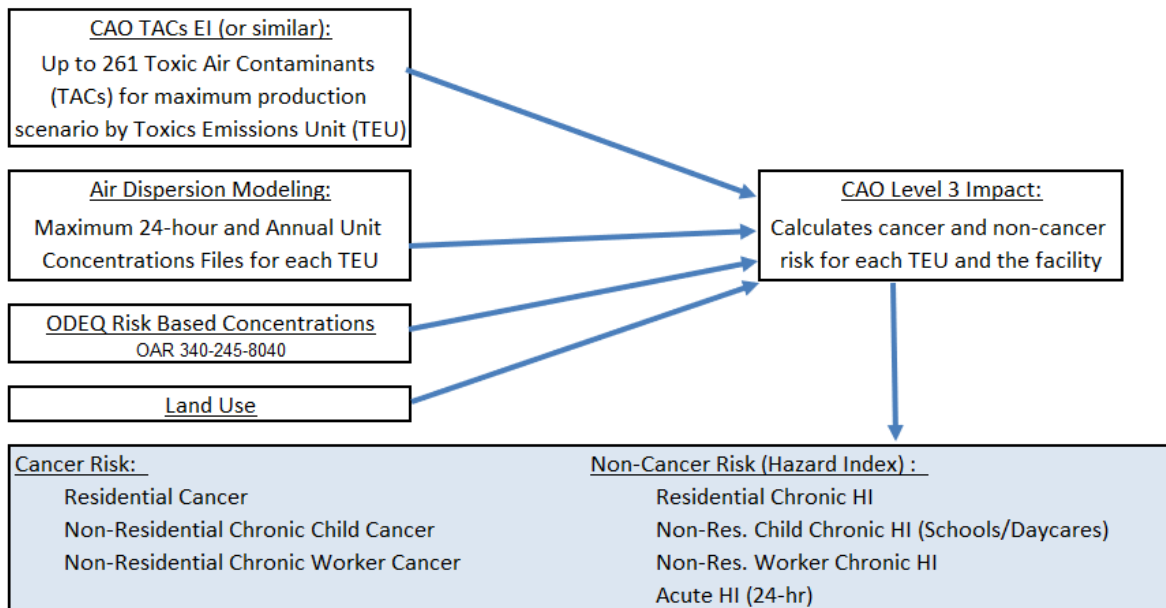 CAO TACs EI (or similar):
Up to 261 Toxic Air Contaminants
(TACs) for maximum production
scenario by Toxics Emissions Unit (TEU)
Air Dispersion Modeling:
Maximum 24-hour and Annual Unit
Concentrations Files for each TEU
ODEQ Risk Based Concentrations
OAR 340-245-8040
Land Use
CAO Level 3 Impact:
Calculates cancer and non-cancer
risk for each TEU and the facility
Cancer Risk:
Residential Cancer
Non-Residential Chronic Child Cancer
Non-Residential Chronic Worker Cancer
Non-Cancer Risk (Hazard Index) :
Residential Chronic HI
Non-Res. Child Chronic HI (Schools/Daycares)
Non-Res. Worker Chronic HI
Acute HI (24-hr)